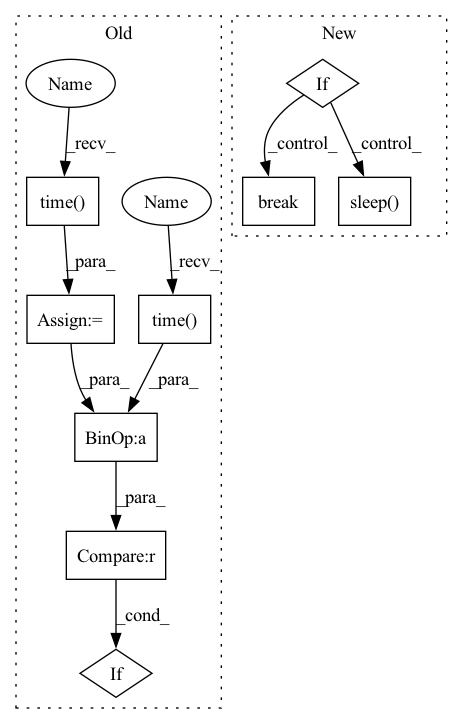 Old
New
Name
If
_recv_
_control_
_control_
time()
Name
break
sleep()
_para_
_recv_
Assign:=
time()
_para_
_para_
BinOp:a
_para_
Compare:r
_cond_
If